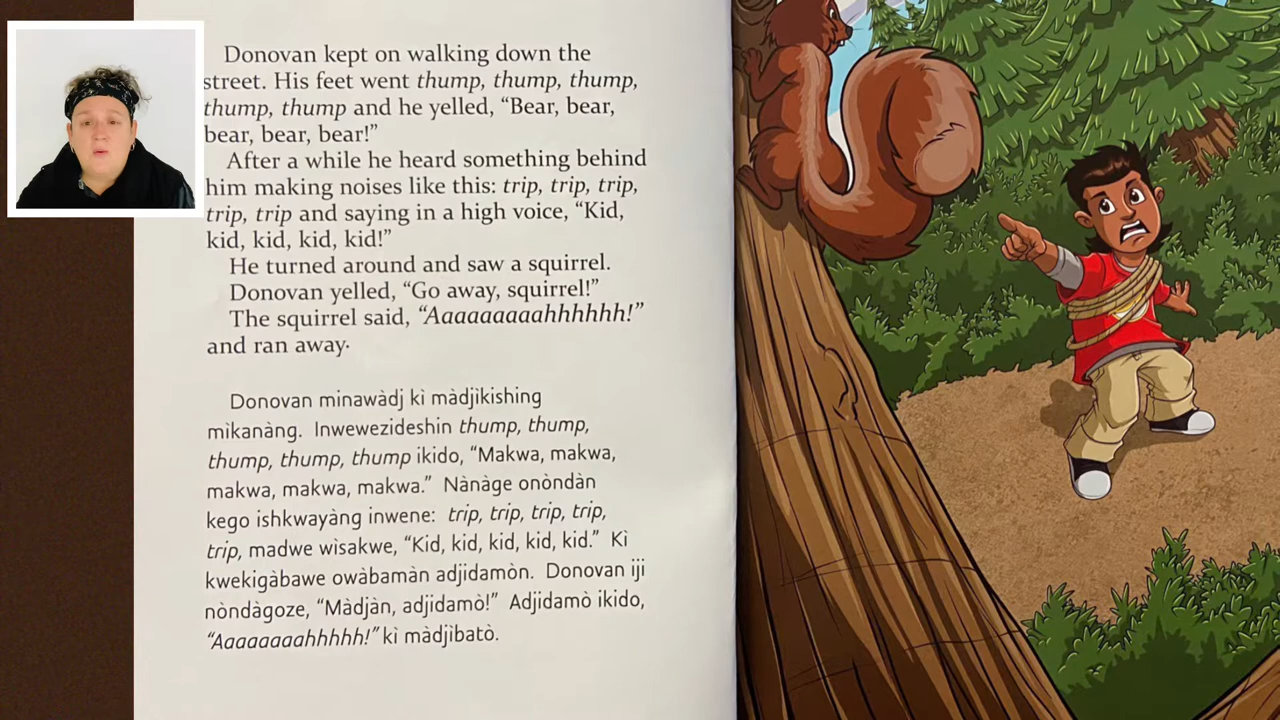 Donovan kept on walking down the
street. His feet went thump, thump, thump,
thump, thump and he yelled, “Bear, bear,
bear, bear, bear!”
After a while he heard something behind
him making noises like this: trip, trip, trip,
trip, trip and saying in a high voice, “Kid,
kid, kid, kid, kid!”
He turned around and saw a squirrel.
Donovan yelled, “Go away, squirrel!”
The squirrel said, “Aaaaaaaaahhhhhh!”
and ran away.
Donovan minawàdj kì màdjìkishing
mìkanàng. Inwewezideshin thump, thump,
thump, thump, thump ikido, “Makwa, makwa,
makwa, makwa, makwa.” Nànàge onòndàn
kego ishkwayàng inwene: trip, trip, trip, trip,
trip, madwe wìsakwe, “Kid, kid, kid, kid, kid.” Kì
kwekigàbawe owàbamàn adjidamòn. Donovan iji
nòndàgoze, “Màdjàn, adjidamò!” Adjidamò ikido,
“Aaaaaaaahhhhh!” kì màdjìbatò.